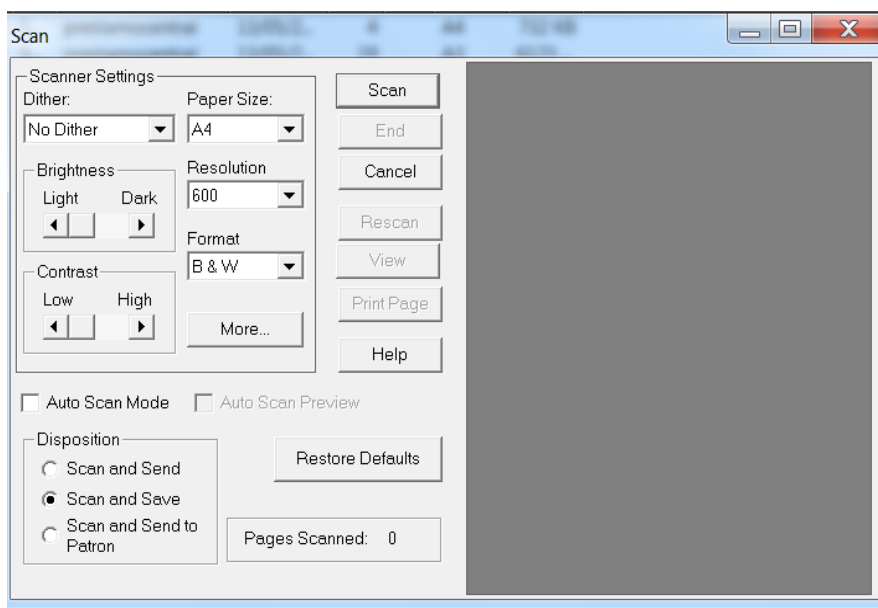 Scan
Scanner Settings
Dither:
No Dither
Paper Size:
A4
Brightness
Light Dark
Resolution
600
Format
B & W
Contrast
Low High
More...
Scan
End
Cancel
Rescan
View
Print Page
Help
Auto Scan Mode
Auto Scan Preview
Disposition
Scan and Send
Scan and Save
Scan and Send to
Patron
Restore Defaults
Pages Scanned: 0